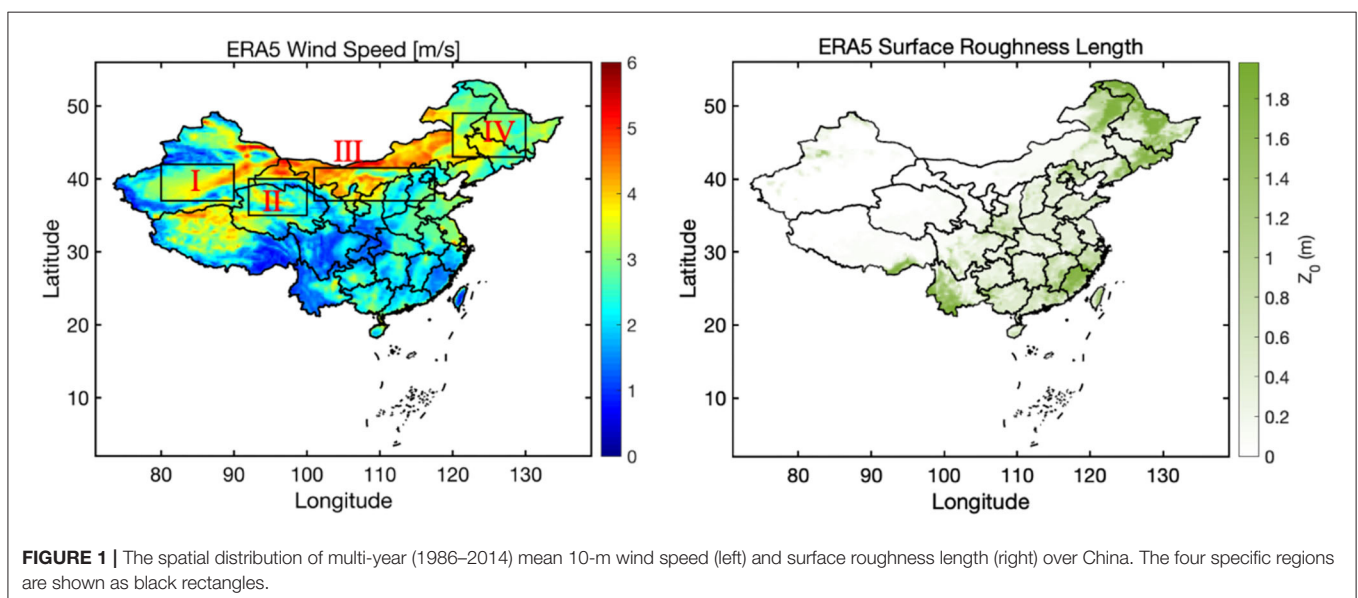 ERA5 Wind Speed [m/s]
50
40
30
20
10
Latitude
80 90 100 110 120 130
Longitude
6
5
4
3
2
1
0
I
II
III
IV
ERA5 Surface Roughness Length
50
40
30
20
10
Latitude
80 90 100 110 120 130
Longitude
1.8
1.6
1.4
1.2
1
0.8
0.6
0.4
0.2
0
Z₀ (m)
FIGURE 1 | The spatial distribution of multi-year (1986–2014) mean 10-m wind speed (left) and surface roughness length (right) over China. The four specific regions
are shown as black rectangles.